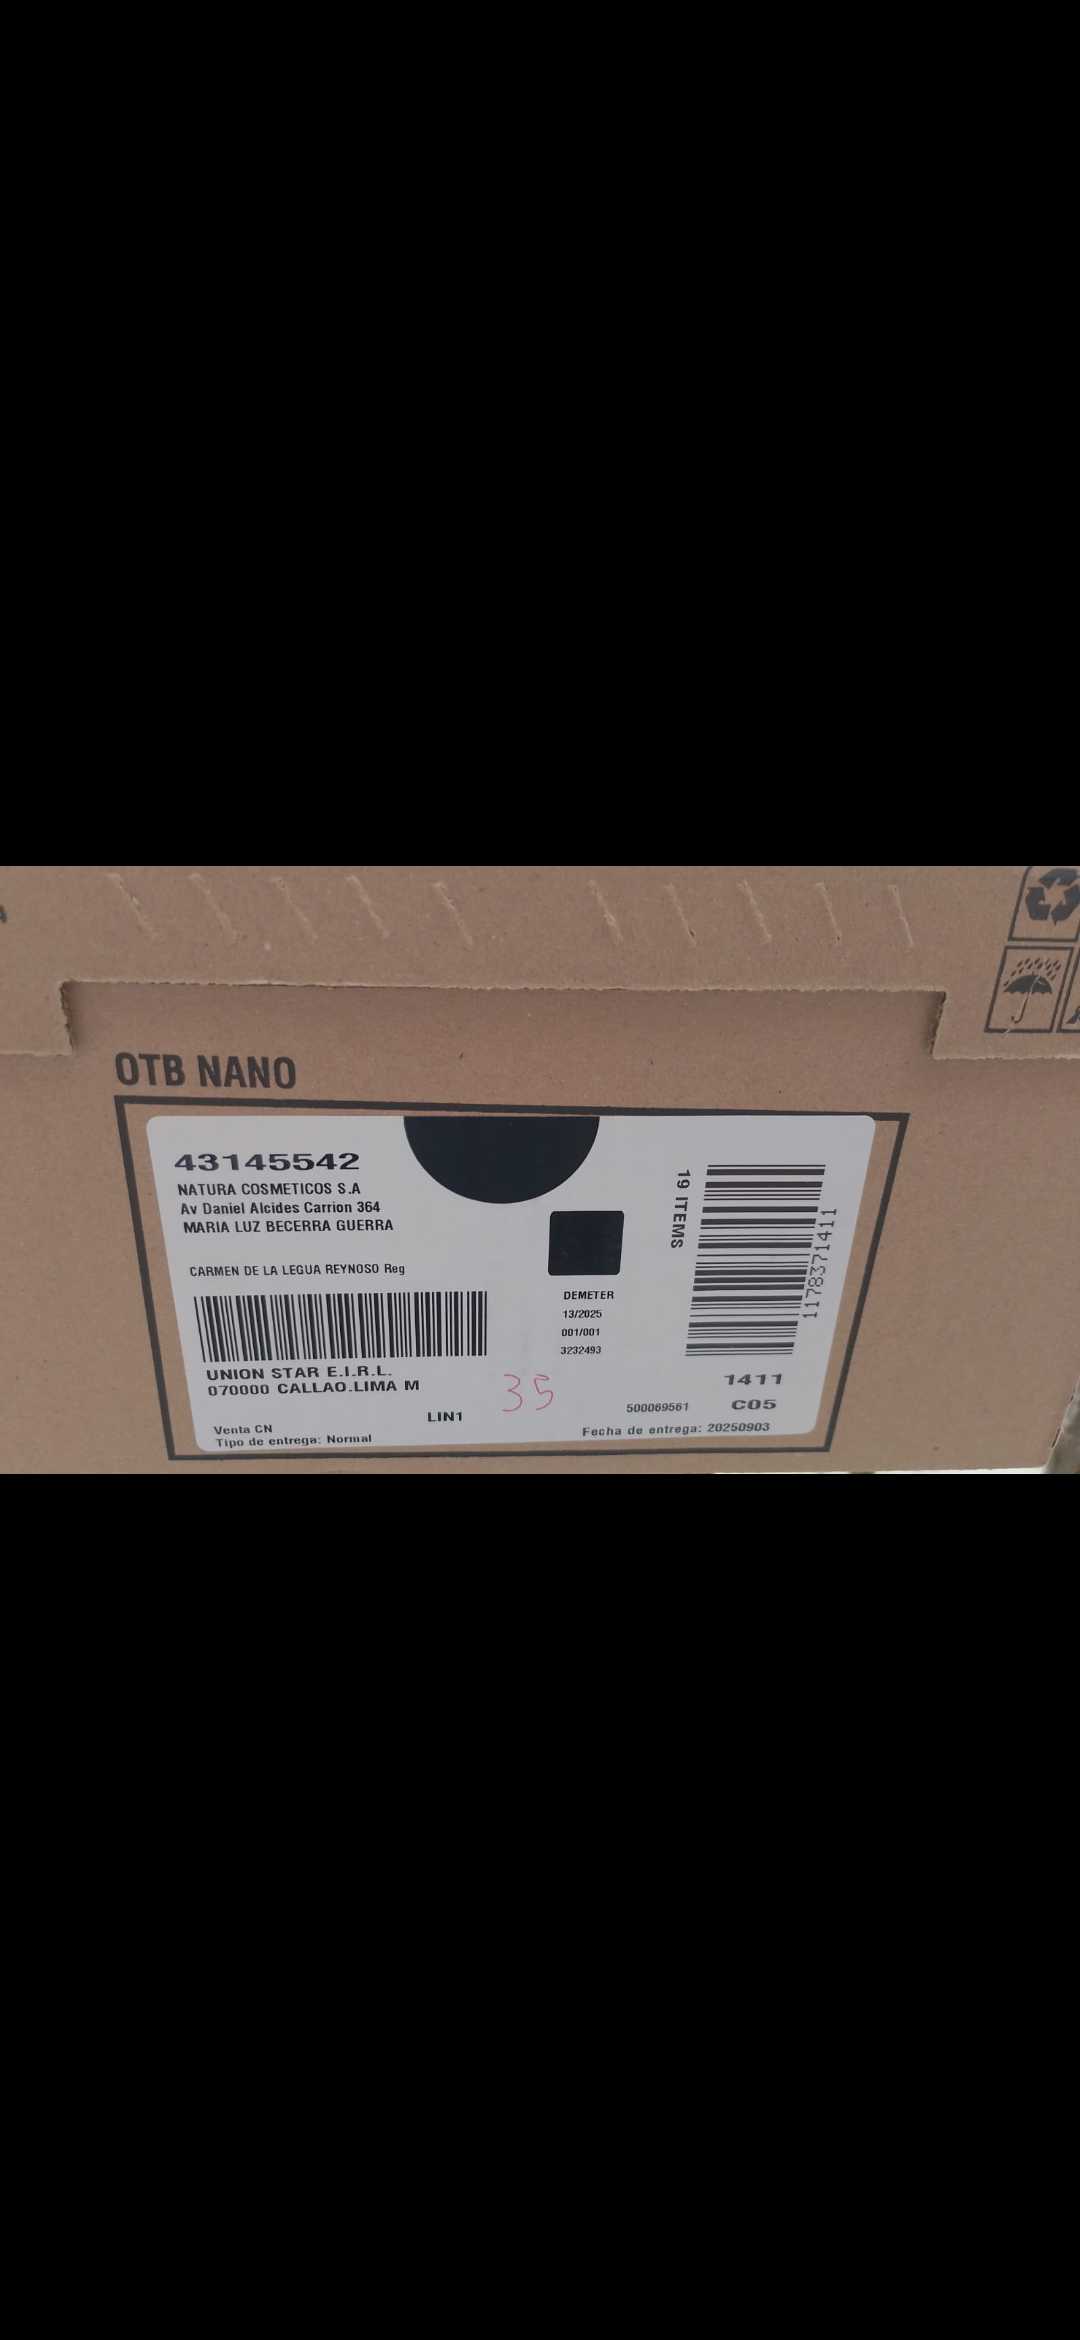 OTB NANO
43145542
NATURA COSMETICOS S.A
Av Daniel Alcides Carrion 364
MARIA LUZ BECERRA GUERRA
CARMEN DE LA LEGUA REYNOSO Reg
UNION STAR E.I.R.L.
070000 CALLAO.LIMA M
LIN1
Venta CN
Tipo de entrega: Normal
35
DEMETER
13/2025
001/001
3232493
19 ITEMS
1178371411
1411
500069561 C05
Fecha de entrega: 20250903